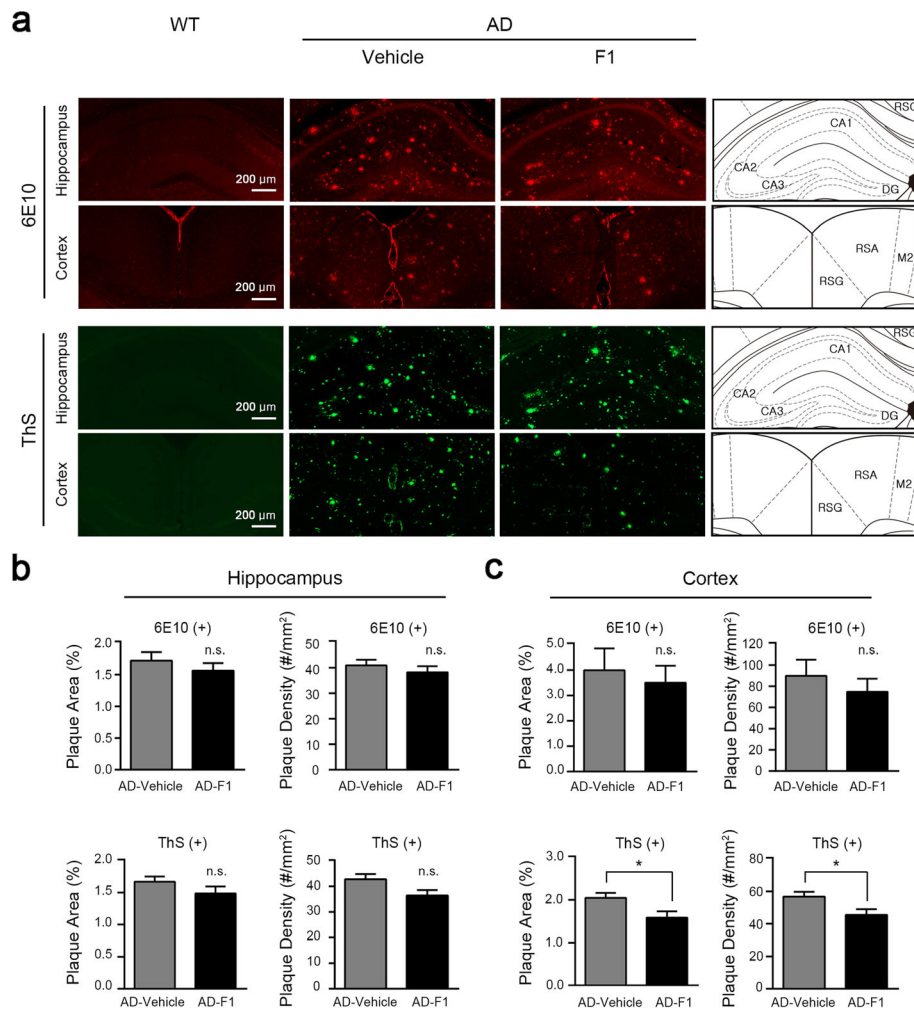 a
WT
AD
Vehicle
F1
6E10
Hippocampus
200 μm
CA1
CA2
CA3
DG
RSG
Cortex
200 μm
RSA
RSG
M2
ThS
Hippocampus
200 μm
CA1
CA2
CA3
DG
RSG
Cortex
200 μm
RSA
RSG
M2
b
Hippocampus
6E10 (+)
n.s.
Plaque Area (%)
2.0
1.5
1.0
0.5
0.0
AD-Vehicle AD-F1
6E10 (+)
n.s.
Plaque Density (#/mm²)
50
40
30
20
10
0
AD-Vehicle AD-F1
ThS (+)
n.s.
Plaque Area (%)
2.0
1.5
1.0
0.5
0.0
AD-Vehicle AD-F1
ThS (+)
n.s.
Plaque Density (#/mm²)
50
40
30
20
10
0
AD-Vehicle AD-F1
c
Cortex
6E10 (+)
n.s.
Plaque Area (%)
5.0
4.0
3.0
2.0
1.0
0.0
AD-Vehicle AD-F1
6E10 (+)
n.s.
Plaque Density (#/mm²)
120
100
80
60
40
20
0
AD-Vehicle AD-F1
ThS (+)
*
Plaque Area (%)
3.0
2.0
1.0
0.0
AD-Vehicle AD-F1
ThS (+)
*
Plaque Density (#/mm²)
80
60
40
20
0
AD-Vehicle AD-F1